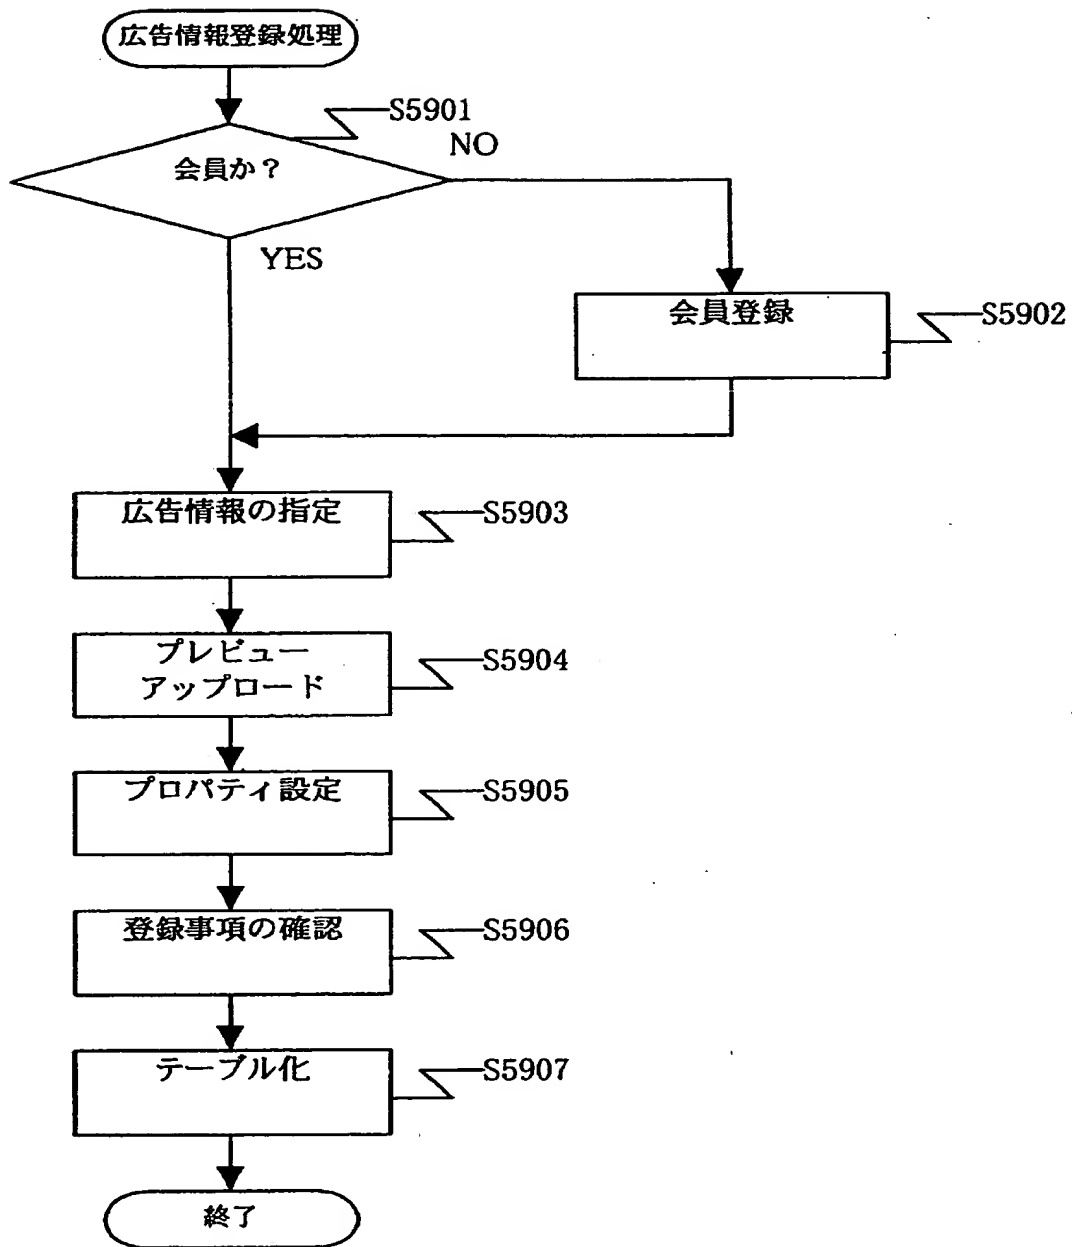 広告情報登録処理
S5901
会員か?
NO
YES
会員登録
S5902
広告情報の指定
S5903
プレビュー
アップロード
S5904
プロパティ設定
S5905
登録事項の確認
S5906
テーブル化
S5907
終了